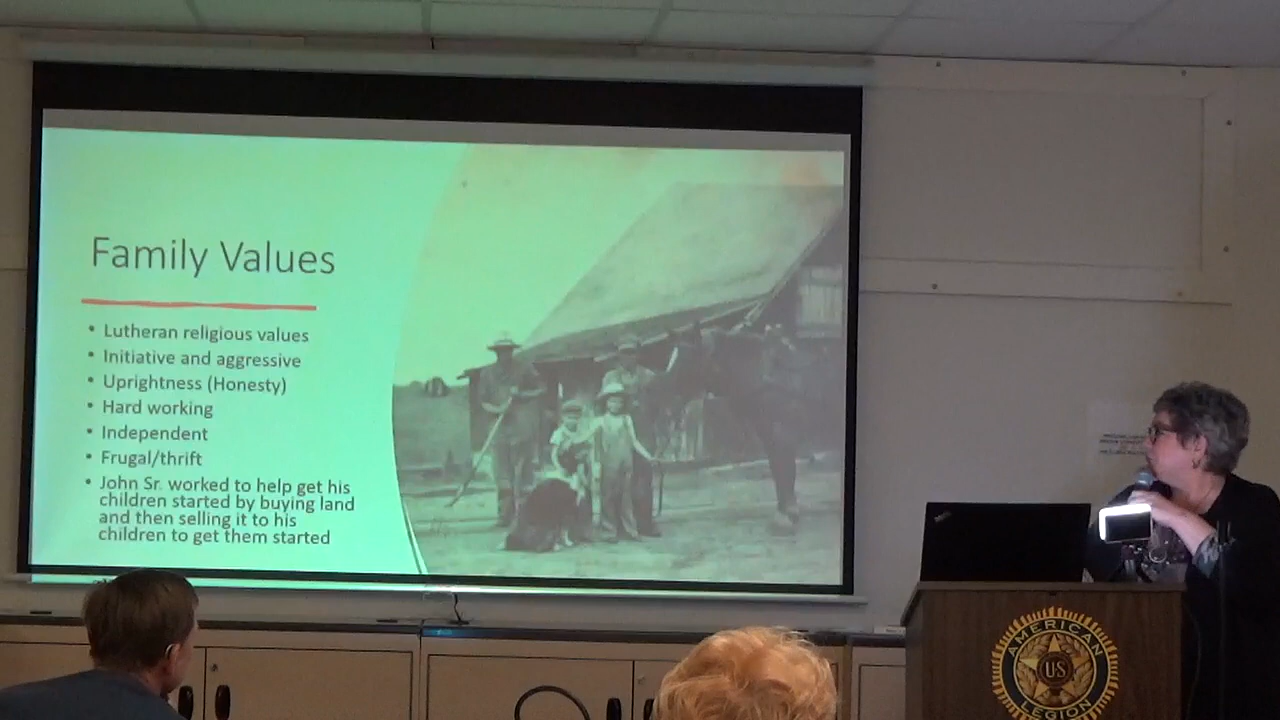 Family Values
• Lutheran religious values
• Initiative and aggressive
• Uprightness (Honesty)
• Hard working
• Independent
• Frugal/thrift
• John Sr. worked to help get his
children started by buying land
and then selling it to his
children to get them started
AMERICAN
U·S
LEGION